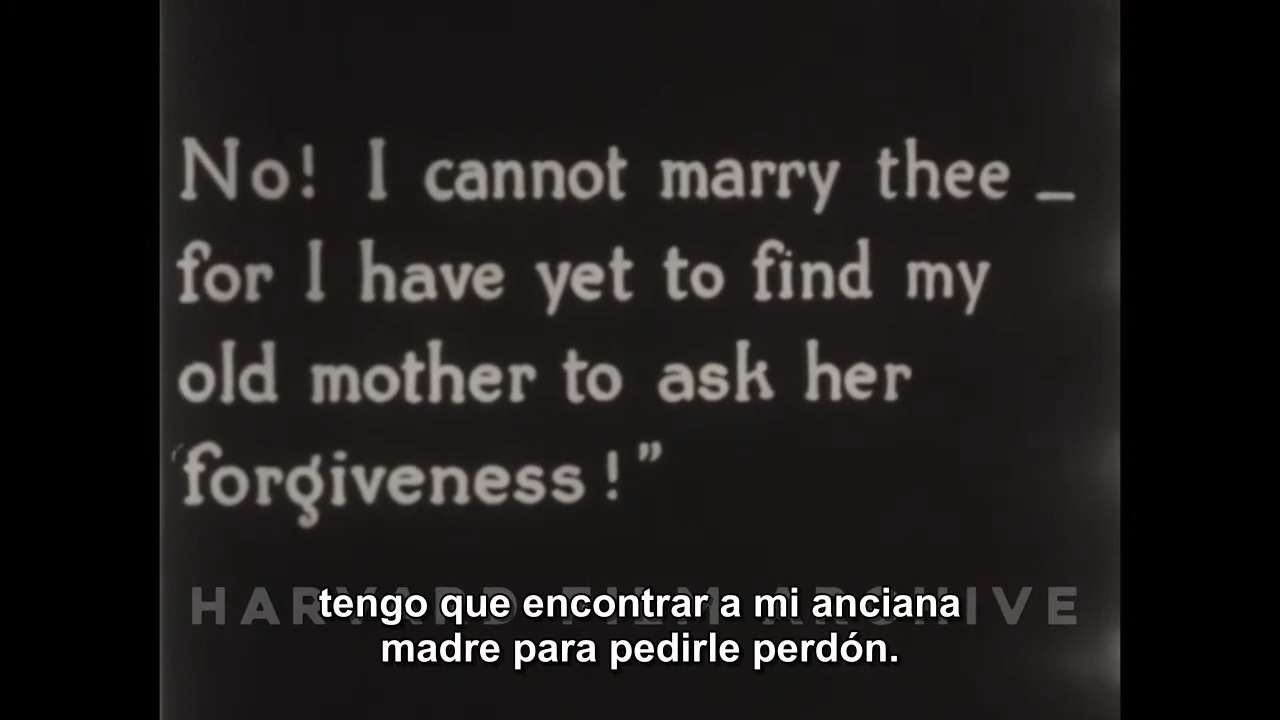 No! I cannot marry thee _
for I have yet to find my
old mother to ask her
forgiveness!”
HARVARD FILM ARCHIVE
tengo que encontrar a mi anciana
madre para pedirle perdón.